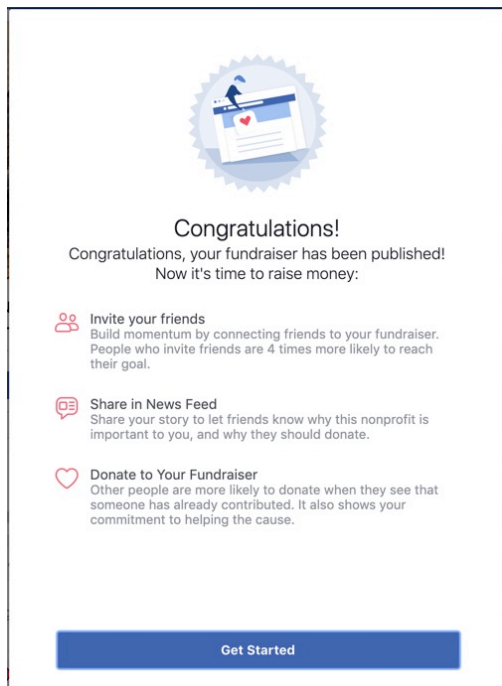 Congratulations!
Congratulations, your fundraiser has been published!
Now it's time to raise money:
Invite your friends
Build momentum by connecting friends to your fundraiser.
People who invite friends are 4 times more likely to reach
their goal.
Share in News Feed
Share your story to let friends know why this nonprofit is
important to you, and why they should donate.
Donate to Your Fundraiser
Other people are more likely to donate when they see that
someone has already contributed. It also shows your
commitment to helping the cause.
Get Started